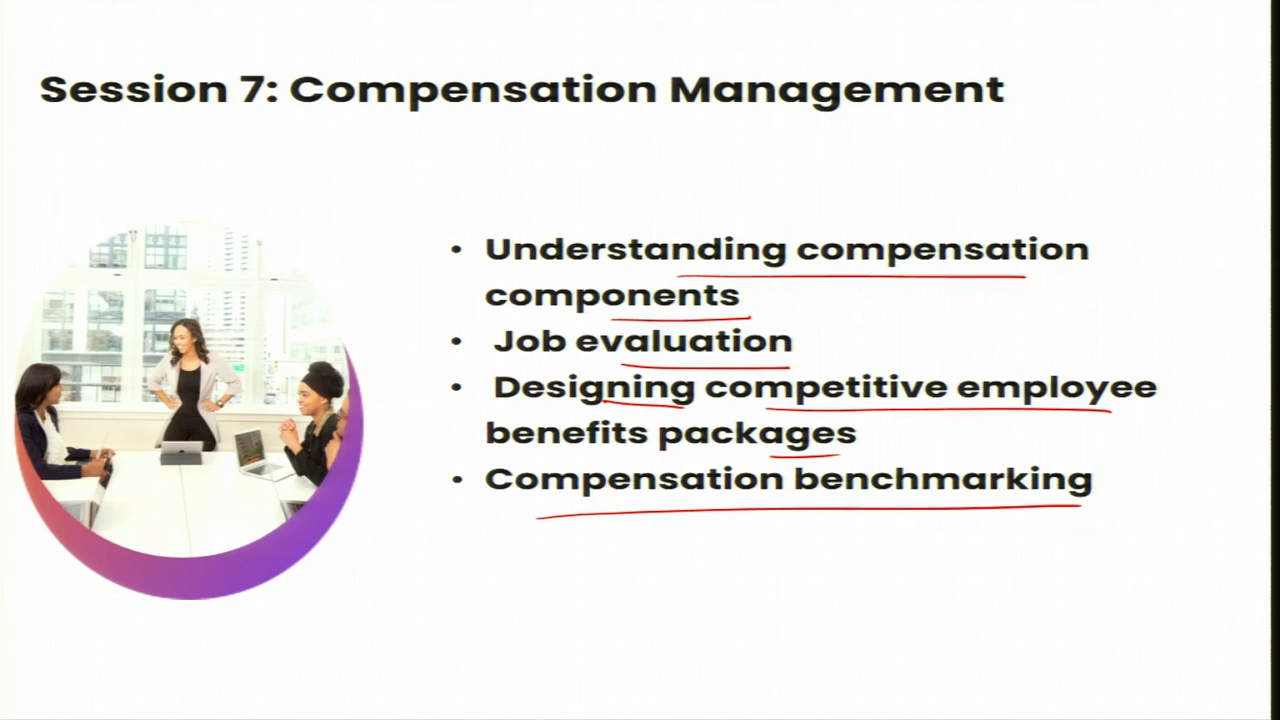 Session 7: Compensation Management
• Understanding compensation
components
• Job evaluation
• Designing competitive employee
benefits packages
• Compensation benchmarking